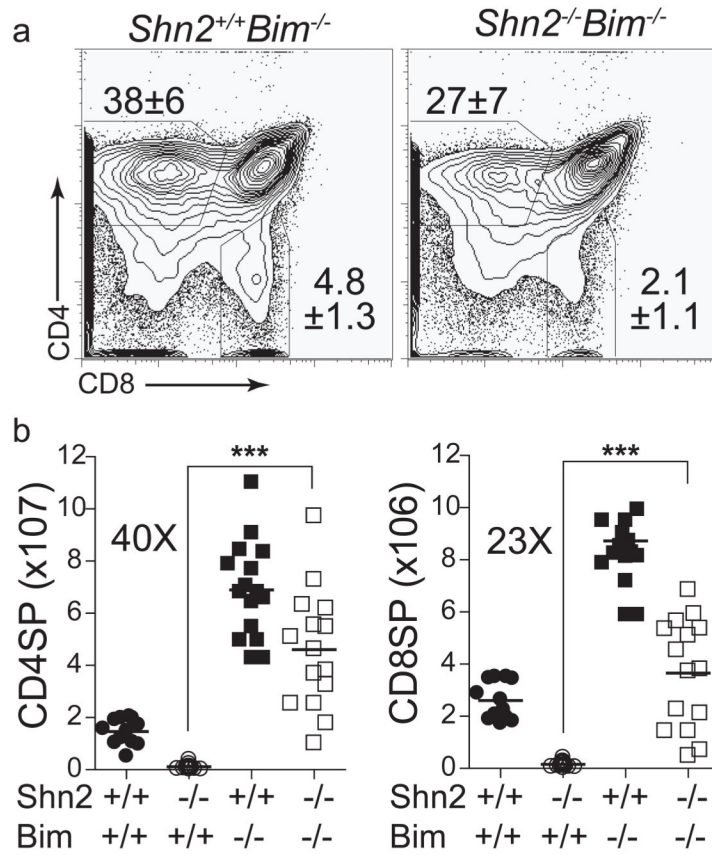 a
Shn2+/+Bim-/- Shn2-/-Bim-/-
38±6 27±7
4.8 ±1.3 2.1 ±1.1
CD4
CD8
b
*** ***
12 12
10 10
40X 23X
8 8
6 6
4 4
2 2
0 0
CD4SP (x107) CD8SP (x106)
Shn2 +/+ -/- +/+ -/- Shn2 +/+ -/- +/+ -/-
Bim +/+ +/+ -/- -/- Bim +/+ +/+ -/- -/-